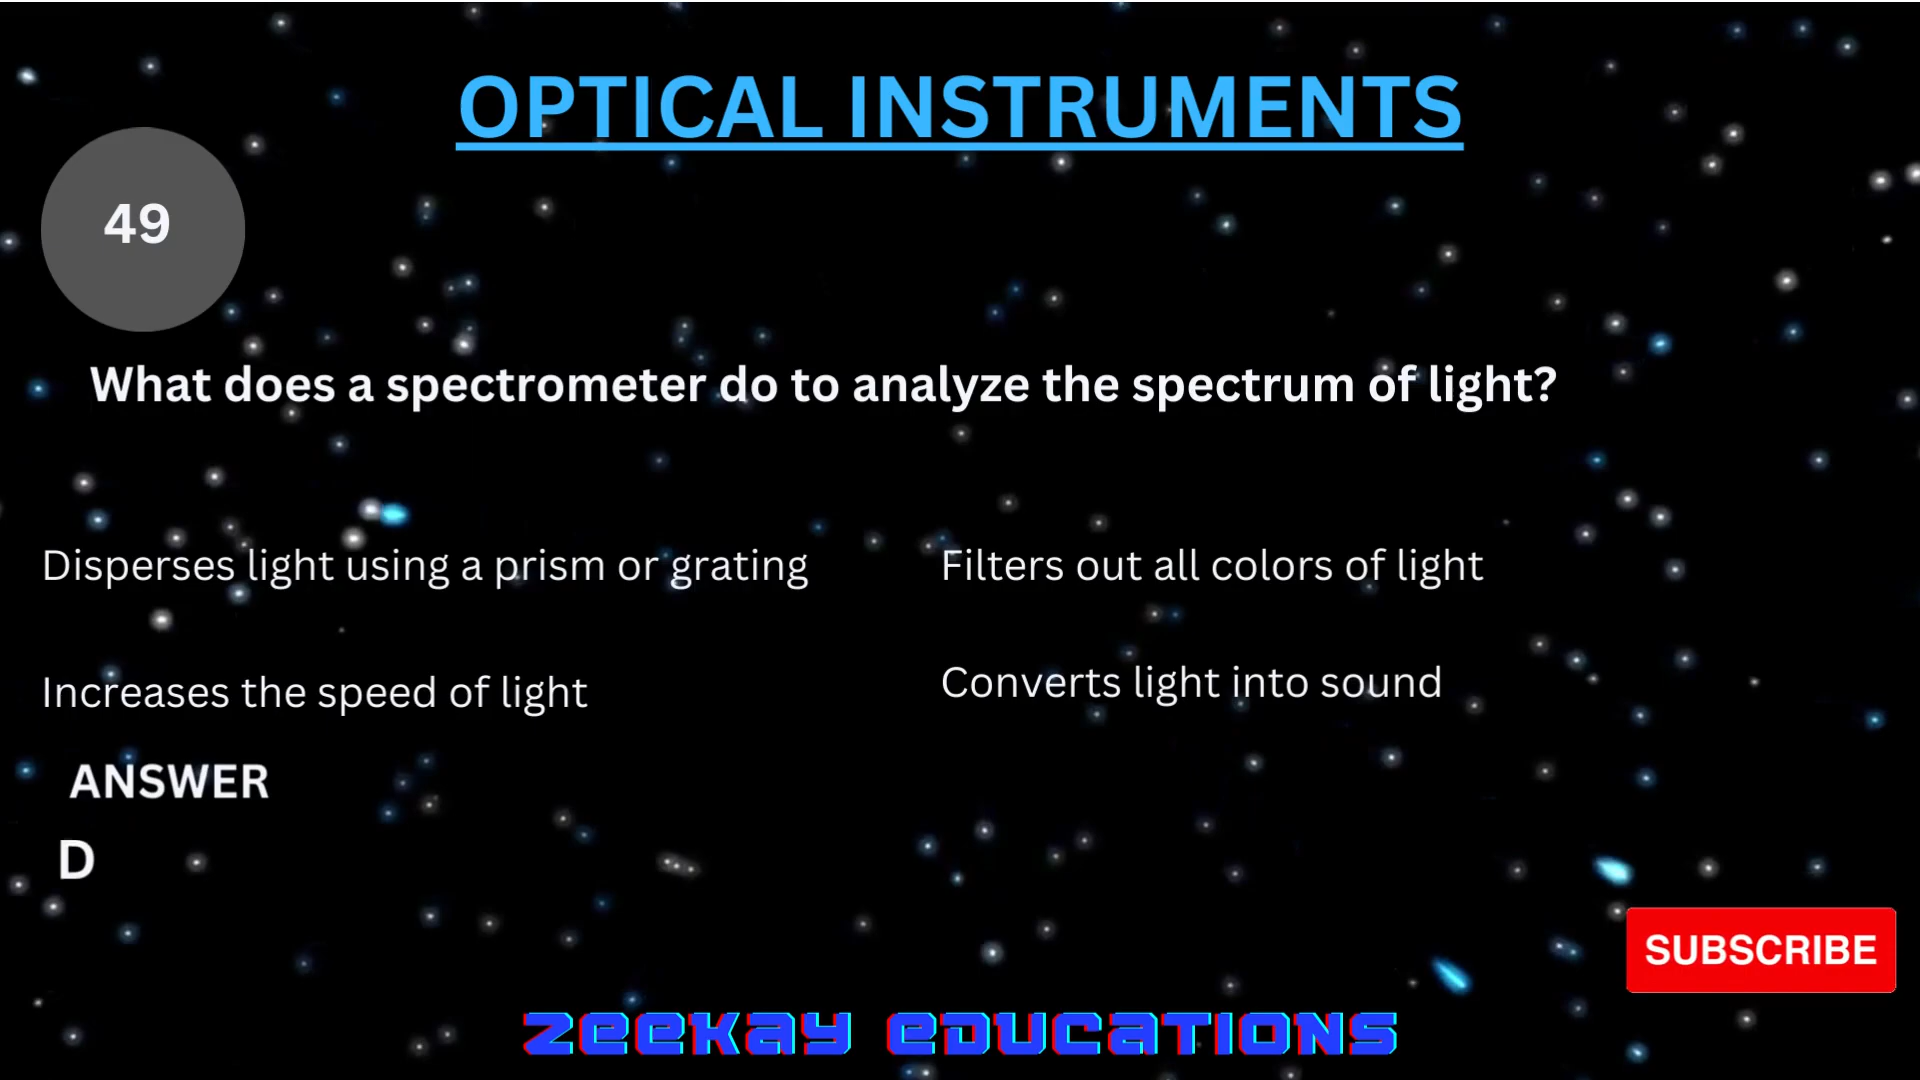 OPTICAL INSTRUMENTS
49
What does a spectrometer do to analyze the spectrum of light?
Disperses light using a prism or grating
Filters out all colors of light
Increases the speed of light
Converts light into sound
ANSWER
D
SUBSCRIBE
ZEEKAY EDUCATIONS